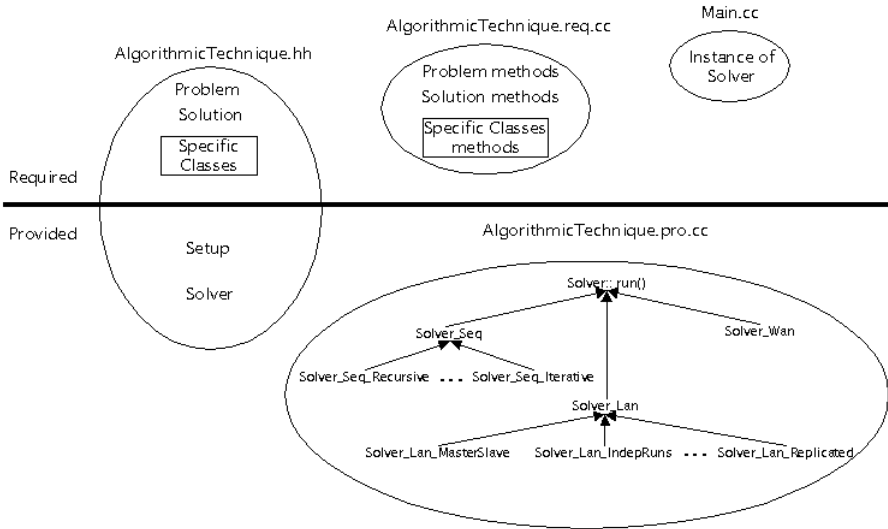 Main.cc
AlgorithmicTechnique.req.cc
AlgorithmicTechnique.hh
Instance of
Solver
Problem methods
Solution methods
Specific Classes
methods
Problem
Solution
Specific
Classes
Required
Provided
Setup
Solver
AlgorithmicTechnique.pro.cc
Solver:: run()
Solver_Seq
Solver_Wan
Solver_Seq_Recursive ... Solver_Seq_Iterative
Solver_Lan
Solver_Lan_MasterSlave Solver_Lan_IndepRuns ... Solver_Lan_Replicated